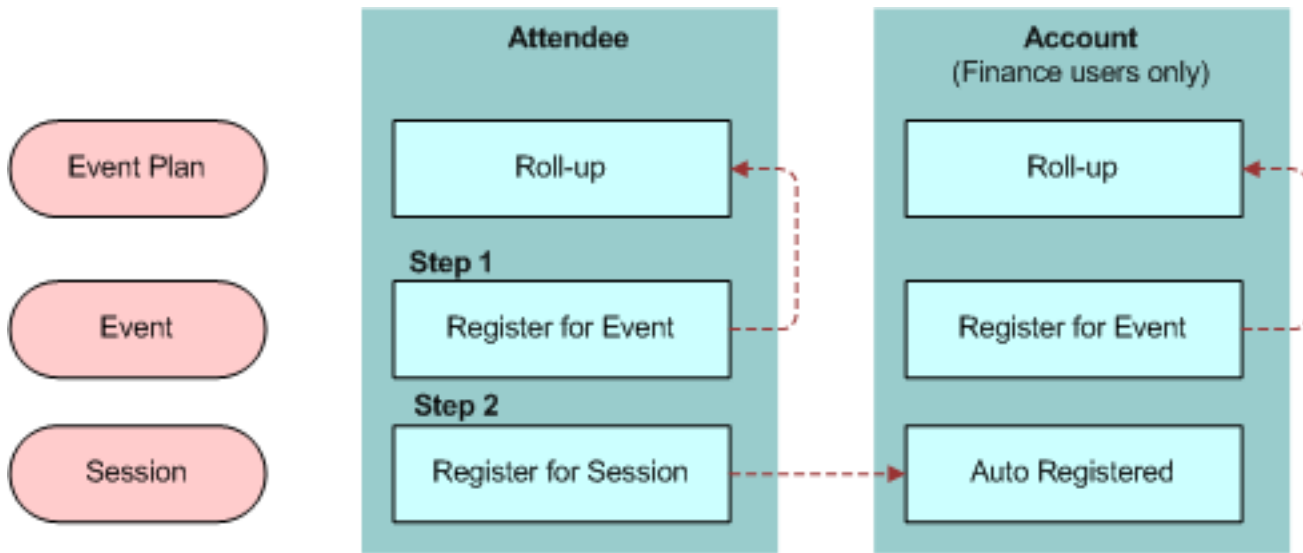 Attendee
Account
(Finance users only)
Event Plan
Roll-up
Roll-up
Step 1
Event
Register for Event
Register for Event
Step 2
Session
Register for Session
Auto Registered